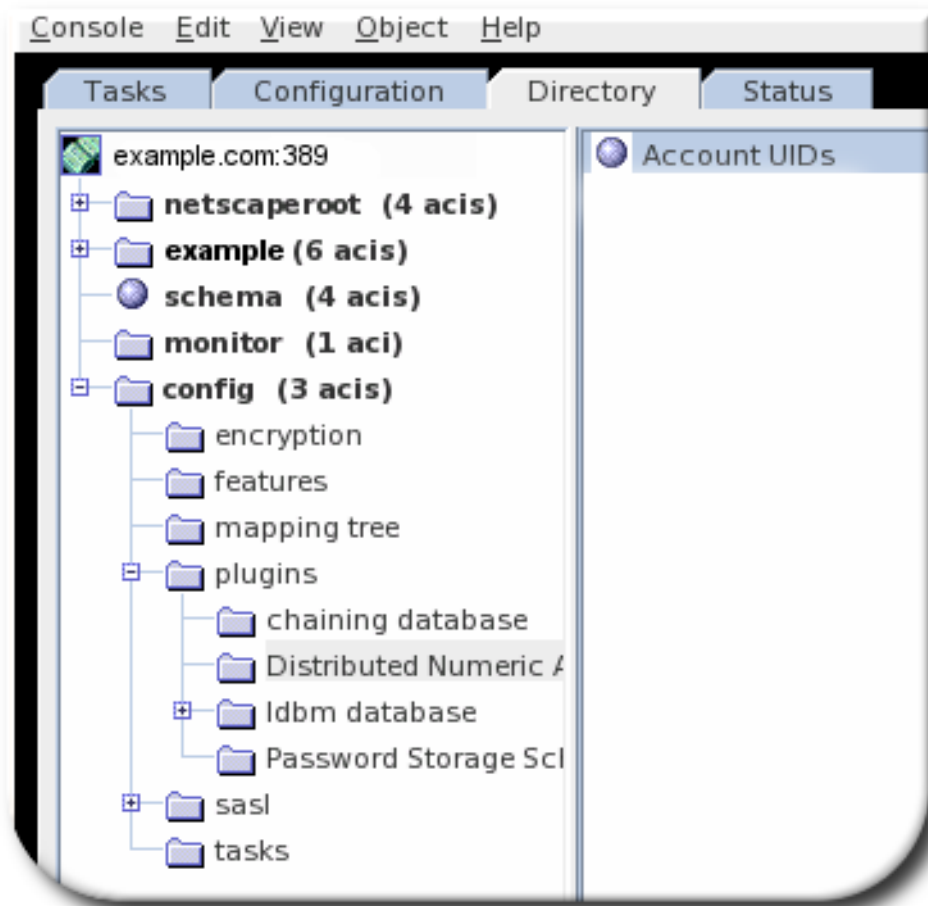 Console Edit View Object Help
Tasks Configuration Directory Status
example.com:389
netscaperoot (4 acis)
example (6 acis)
schema (4 acis)
monitor (1 aci)
config (3 acis)
encryption
features
mapping tree
plugins
chaining database
Distributed Numeric A
ldbm database
Password Storage Scl
sasl
tasks
Account UIDs